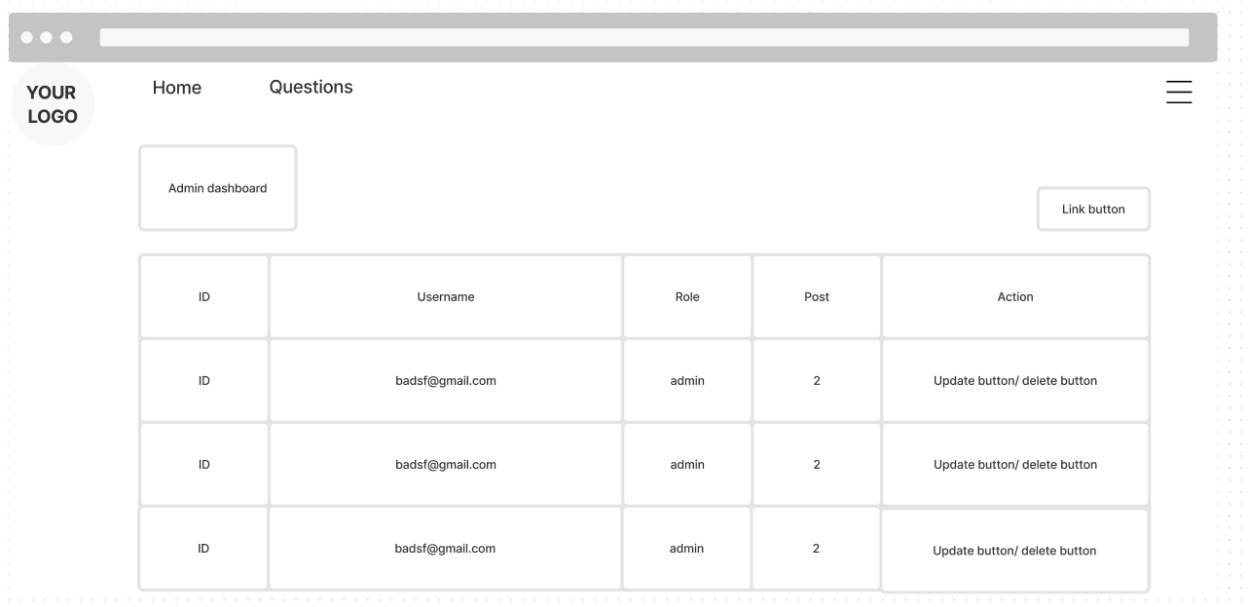 YOUR
LOGO
Home
Questions
Admin dashboard
Link button
ID
Username
Role
Post
Action
ID
badsf@gmail.com
admin
2
Update button/ delete button
ID
badsf@gmail.com
admin
2
Update button/ delete button
ID
badsf@gmail.com
admin
2
Update button/ delete button